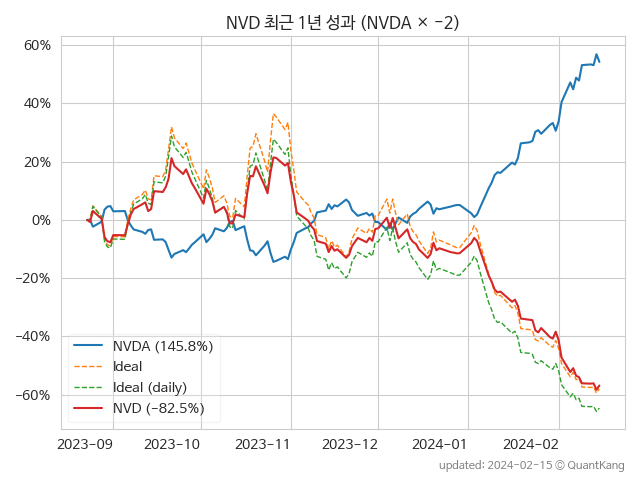 NVD 최근 1년 성과 (NVDA × −2)
60%
40%
20%
0%
−20%
−40%
−60%
NVDA (145.8%)
Ideal
Ideal (daily)
NVD (−82.5%)
2023-09
2023-10
2023-11
2023-12
2024-01
2024-02
updated: 2024-02-15 © QuantKang